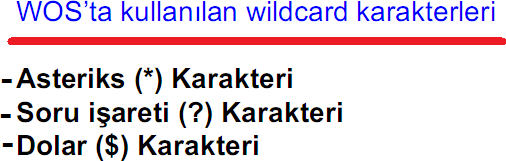 WOS’ta kullanılan wildcard karakterleri
-Asteriks (*) Karakteri
-Soru işareti (?) Karakteri
-Dolar ($) Karakteri